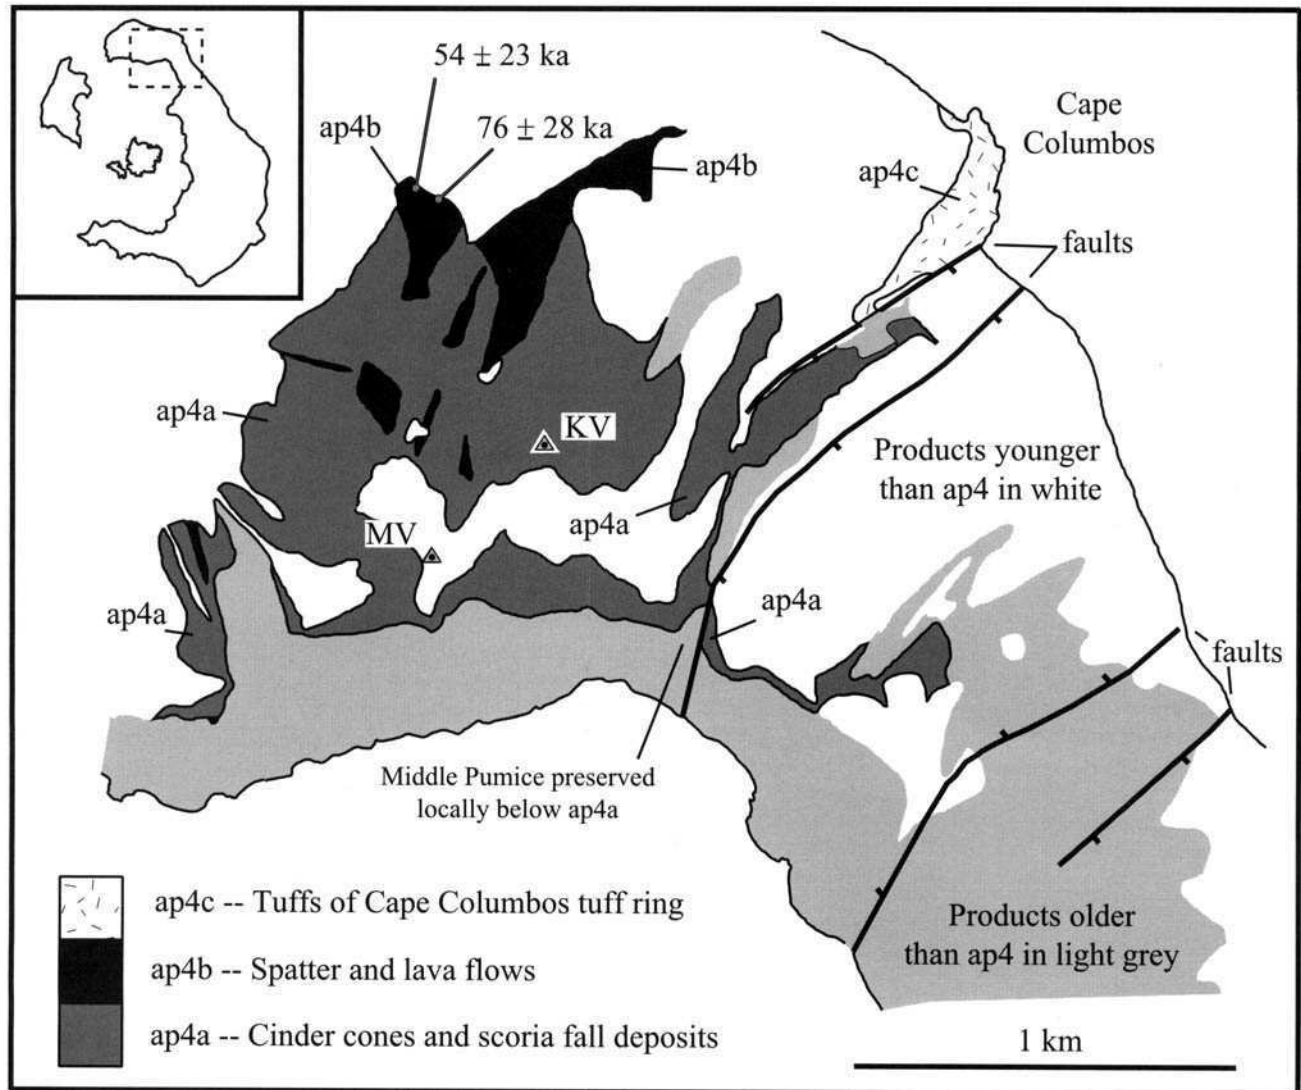 54 ± 23 ka
ap4b
76 ± 28 ka
ap4b
Cape
Columbos
ap4c
faults
ap4a
KV
Products younger
than ap4 in white
MV
ap4a
ap4a
ap4a
faults
Middle Pumice preserved
locally below ap4a
ap4c -- Tuffs of Cape Columbos tuff ring
ap4b -- Spatter and lava flows
ap4a -- Cinder cones and scoria fall deposits
Products older
than ap4 in light grey
1 km